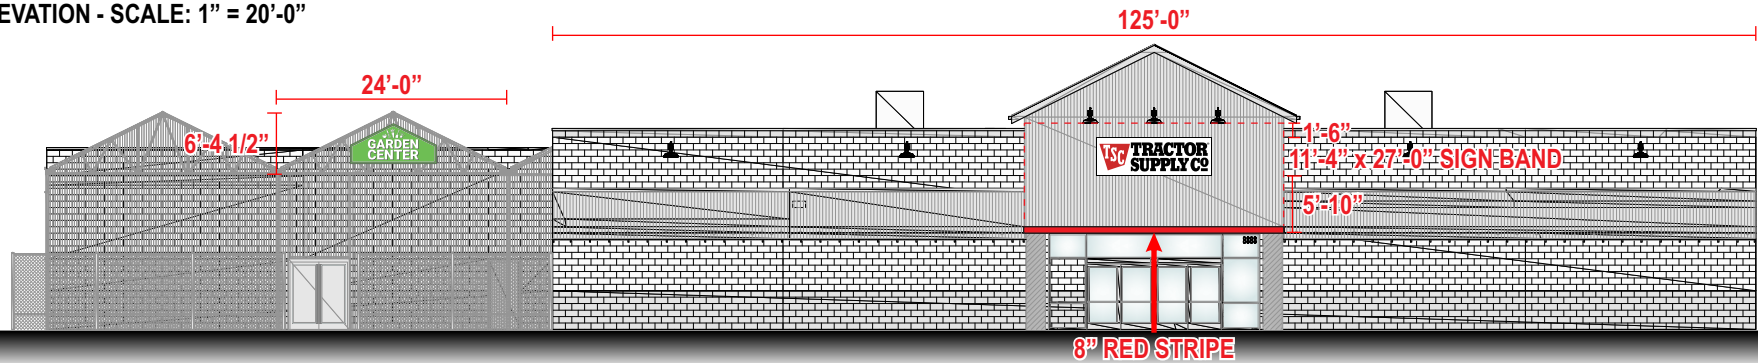 EVATION - SCALE: 1” = 20’-0”
125’-0”
24’-0”
6’-4 1/2”
GARDEN
CENTER
TSC TRACTOR
SUPPLY CO
1’-6”
11’-4” x 27’-0” SIGN BAND
5’-10”
8888
8” RED STRIPE